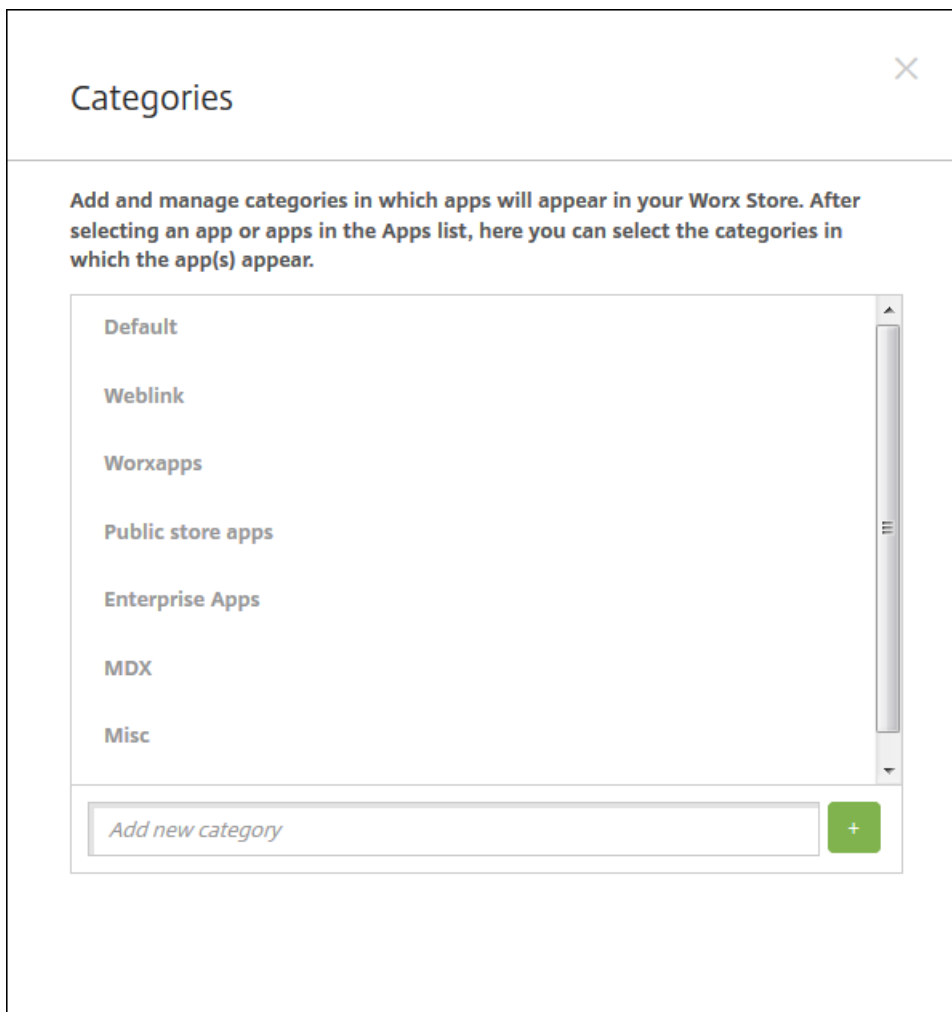 Categories
Add and manage categories in which apps will appear in your Worx Store. After
selecting an app or apps in the Apps list, here you can select the categories in
which the app(s) appear.
Default
Weblink
Worxapps
Public store apps
Enterprise Apps
MDX
Misc
Add new category
+